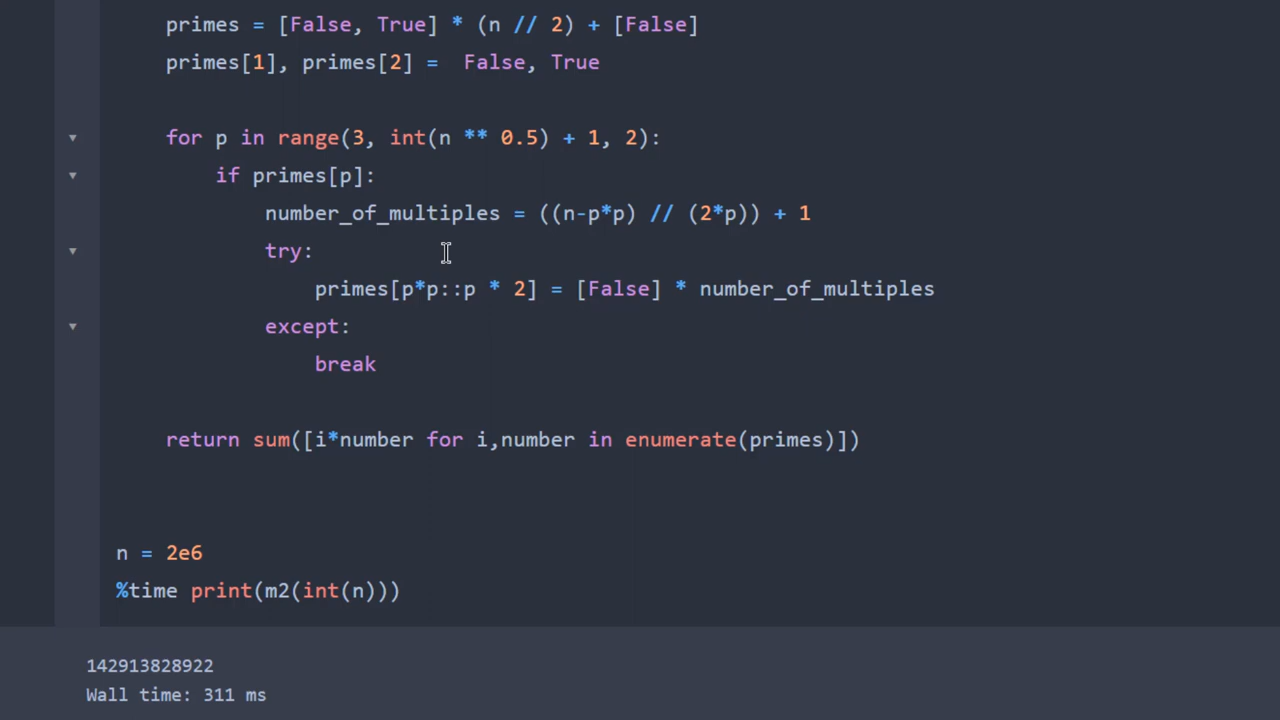 primes = [False, True] * (n // 2) + [False]
primes[1], primes[2] =  False, True
for p in range(3, int(n ** 0.5) + 1, 2):
if primes[p]:
number_of_multiples = ((n-p*p) // (2*p)) + 1
try:
primes[p*p::p * 2] = [False] * number_of_multiples
except:
break
return sum([i*number for i,number in enumerate(primes)])
n = 2e6
%time print(m2(int(n)))
142913828922
Wall time: 311 ms